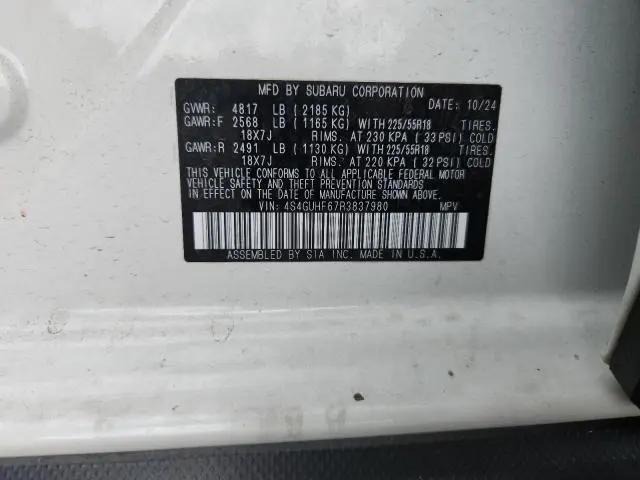 MFD BY SUBARU CORPORATION
GVWR: 4817 LB ( 2185 KG) DATE: 10/24
GAWR:F 2568 LB ( 1165 KG) WITH 225/55R18 TIRES.
18X7J RIMS. AT 230 KPA ( 33 PSI) COLD
GAWR:R 2491 LB ( 1130 KG) WITH 225/55R18 TIRES.
18X7J RIMS. AT 220 KPA ( 32 PSI) COLD
THIS VEHICLE CONFORMS TO ALL APPLICABLE FEDERAL MOTOR
VEHICLE SAFETY AND THEFT PREVENTION STANDARDS
IN EFFECT ON THE DATE OF MANUFACTURE SHOWN ABOVE.
VIN: 4S4GUHF67R3837980 MPV
ASSEMBLED BY SIA INC. MADE IN U.S.A.